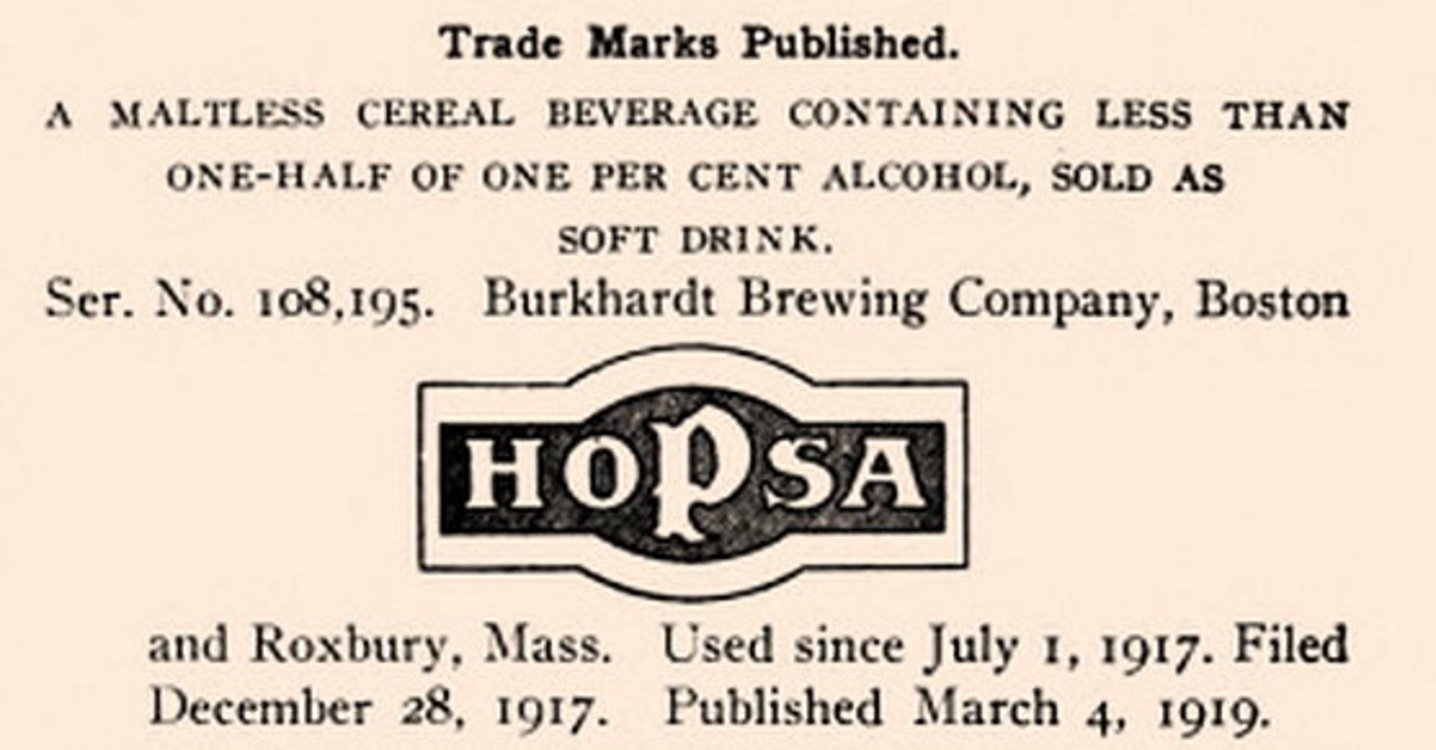 Trade Marks Published.
A MALTLESS CEREAL BEVERAGE CONTAINING LESS THAN
ONE-HALF OF ONE PER CENT ALCOHOL, SOLD AS
SOFT DRINK.
Ser. No. 108,195. Burkhardt Brewing Company, Boston
HOPSA
and Roxbury, Mass. Used since July 1, 1917. Filed
December 28, 1917. Published March 4, 1919.